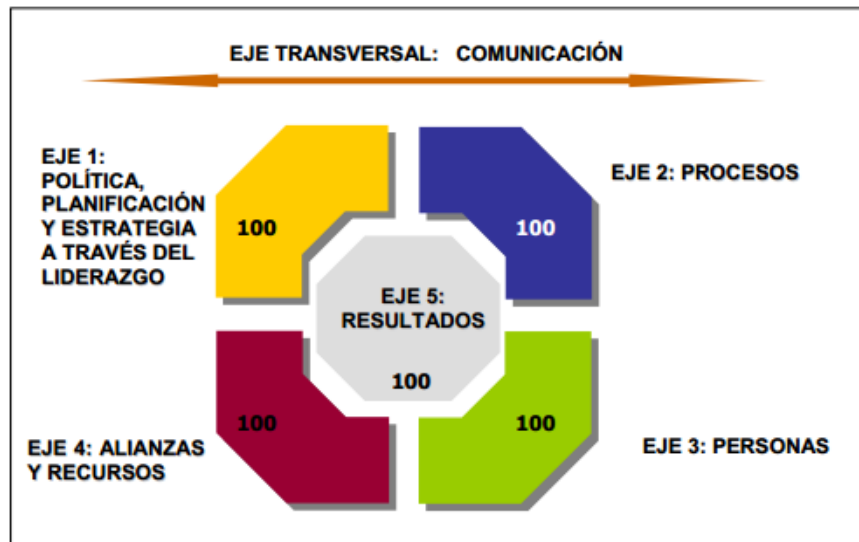 EJE TRANSVERSAL: COMUNICACIÓN
EJE 1:
POLÍTICA,
PLANIFICACIÓN
Y ESTRATEGIA
A TRAVÉS DEL
LIDERAZGO
100
EJE 2: PROCESOS
100
EJE 5:
RESULTADOS
100
EJE 4: ALIANZAS
Y RECURSOS
100
EJE 3: PERSONAS
100